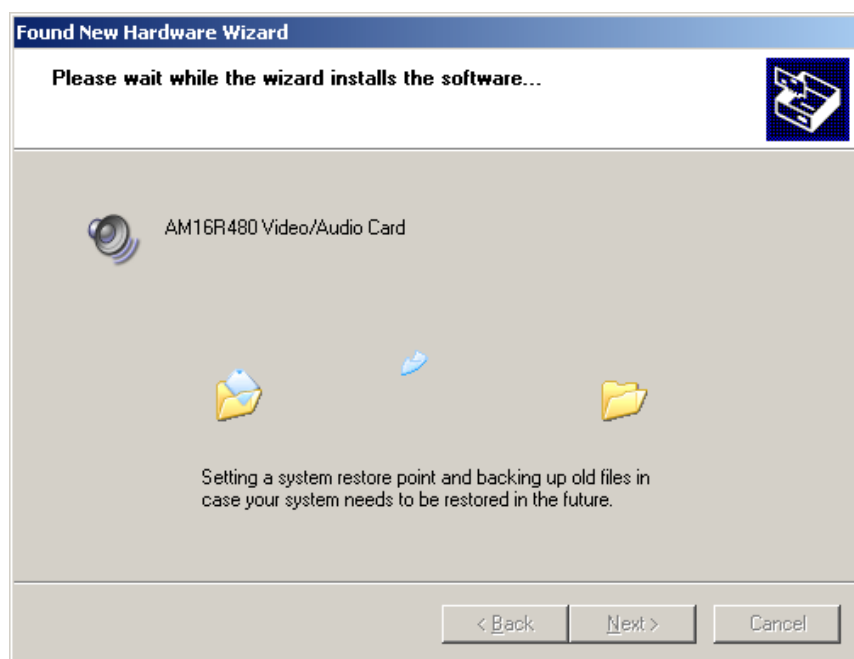 Found New Hardware Wizard
Please wait while the wizard installs the software...
AM16R480 Video/Audio Card
Setting a system restore point and backing up old files in
case your system needs to be restored in the future.
< Back
Next >
Cancel